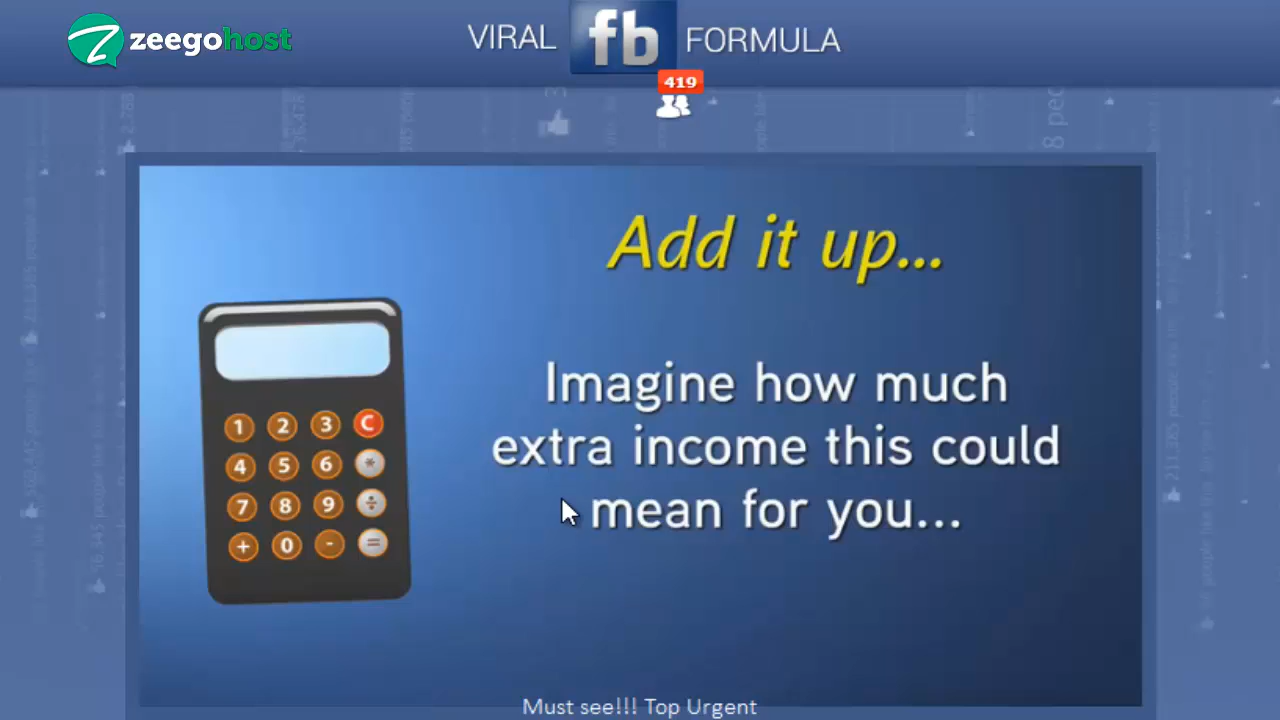 zeegohost
VIRAL fb FORMULA
419
Add it up...
Imagine how much
extra income this could
mean for you...
1 2 3 C
4 5 6 *
7 8 9 ÷
+ 0 - =
Must see!!! Top Urgent